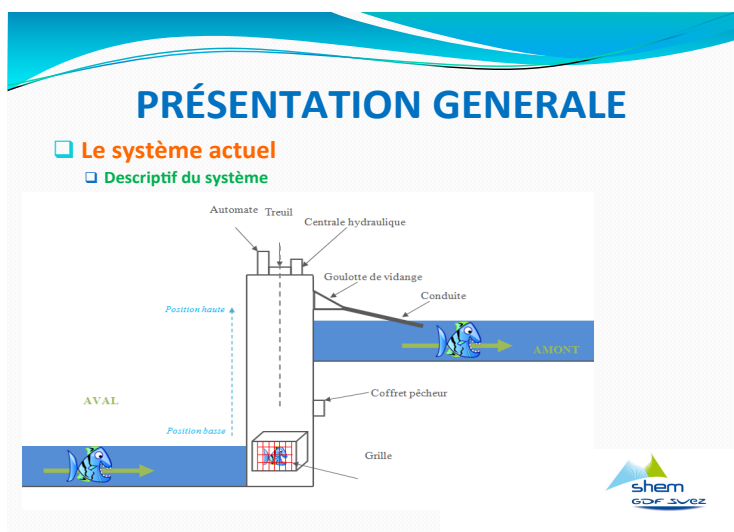 PRÉSENTATION GENERALE
Le système actuel
Descriptif du système
Automate
Treuil
Centrale hydraulique
Goulotte de vidange
Conduite
Position haute
AMONT
Coffret pêcheur
AVAL
Position basse
Grille
shem
GDF SUEZ